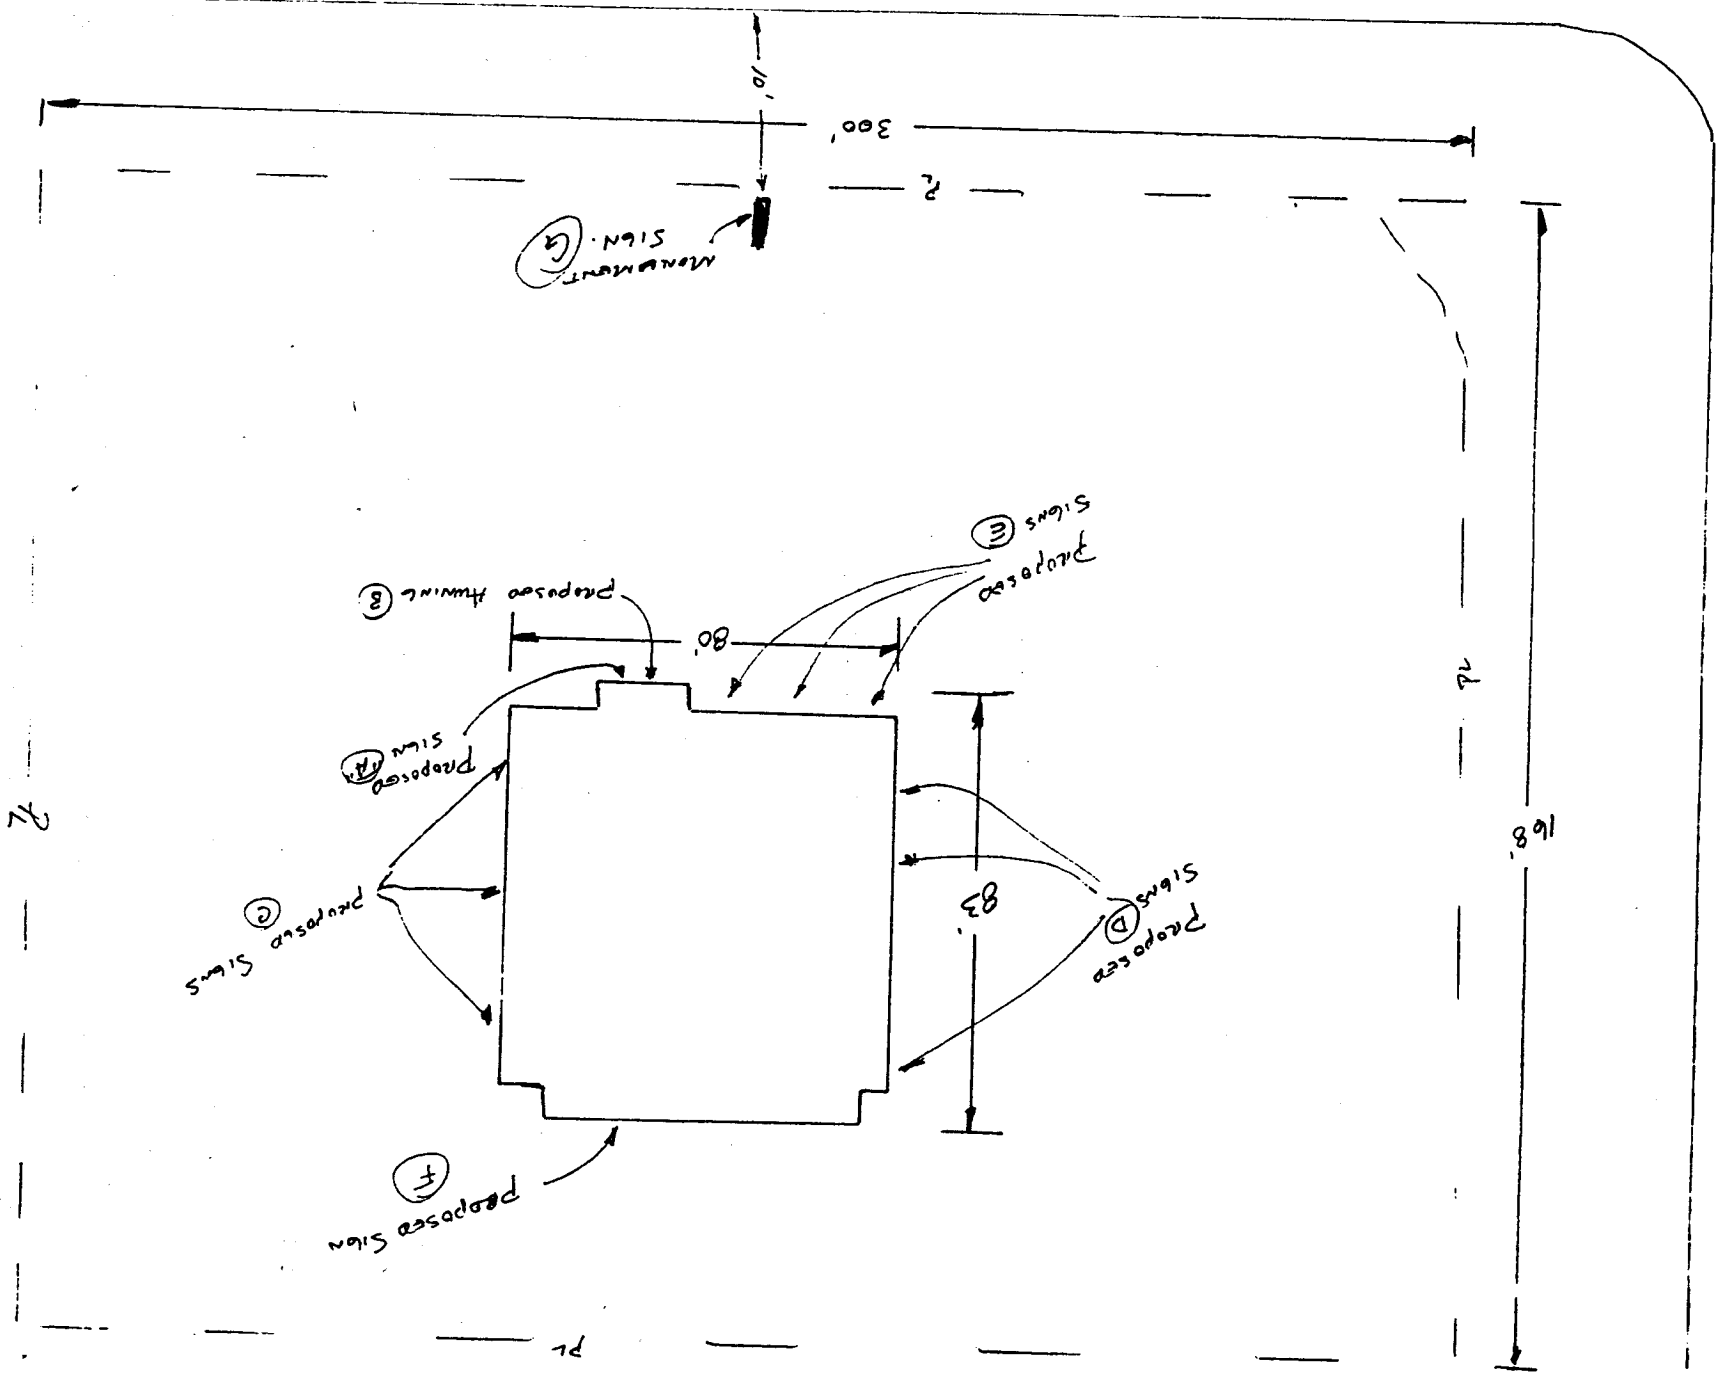 PL
PROPOSED SIGN
F
PROPOSED
SIGNS
D
83'
PROPOSED SIGNS
C
168'
PL
PROPOSED
SIGN "A"
PL
80'
PROPOSED AWNING B
PROPOSED
SIGNS E
MONUMENT
SIGN. G
PL
300'
10'